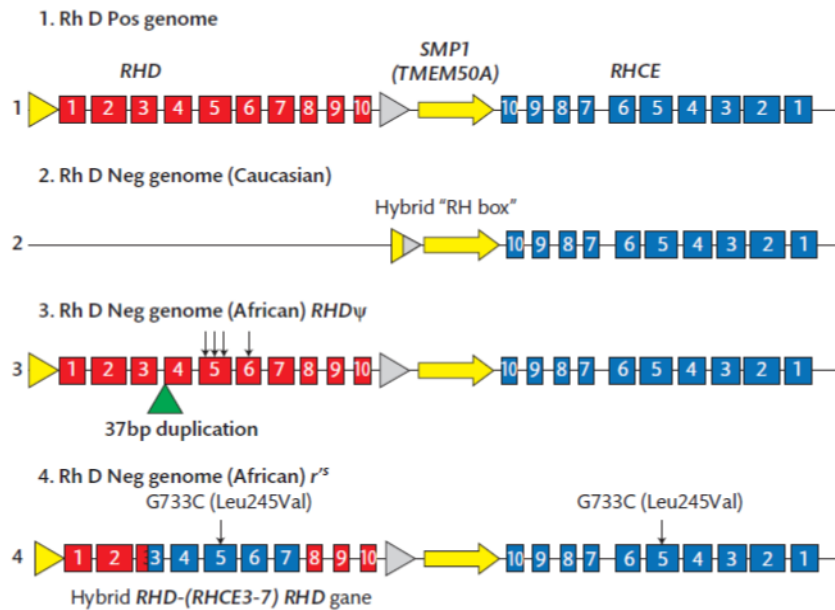 1. Rh D Pos genome
SMP1
RHD (TMEM50A) RHCE
1 1 2 3 4 5 6 7 8 9 10 10 9 8 7 6 5 4 3 2 1
2. Rh D Neg genome (Caucasian)
Hybrid "RH box"
2 10 9 8 7 6 5 4 3 2 1
3. Rh D Neg genome (African) RHDψ
3 1 2 3 4 5 6 7 8 9 10 10 9 8 7 6 5 4 3 2 1
37bp duplication
4. Rh D Neg genome (African) r's
G733C (Leu245Val) G733C (Leu245Val)
4 1 2 3 3 4 5 6 7 8 9 10 10 9 8 7 6 5 4 3 2 1
Hybrid RHD-(RHCE3-7) RHD gane